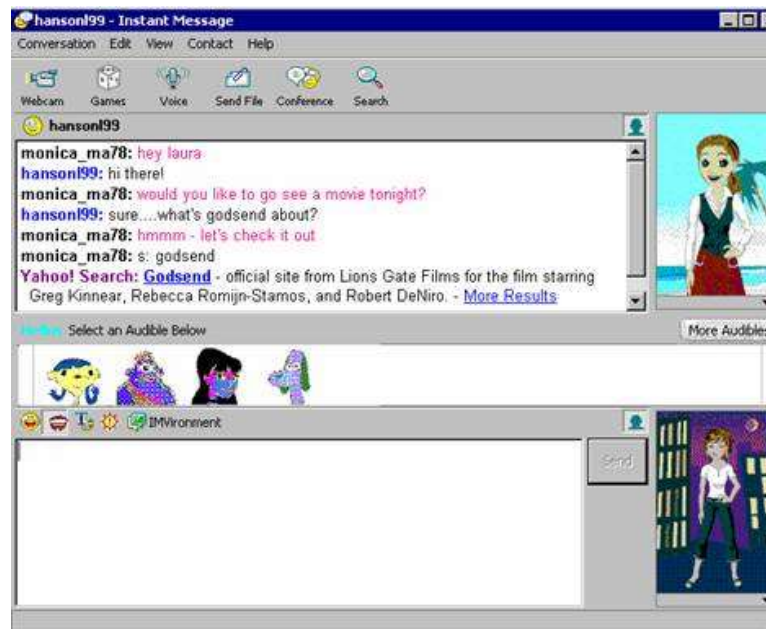 hansonl99 - Instant Message
Conversation Edit View Contact Help
Webcam Games Voice Send File Conference Search
hansonl99
monica_ma78: hey laura
hansonl99: hi there!
monica_ma78: would you like to go see a movie tonight?
hansonl99: sure....what's godsend about?
monica_ma78: hmmm - let's check it out
monica_ma78: s: godsend
Yahoo! Search: Godsend - official site from Lions Gate Films for the film starring
Greg Kinnear, Rebecca Romijn-Stamos, and Robert DeNiro. - More Results
Select an Audible Below More Audibles
IMVironment
Send